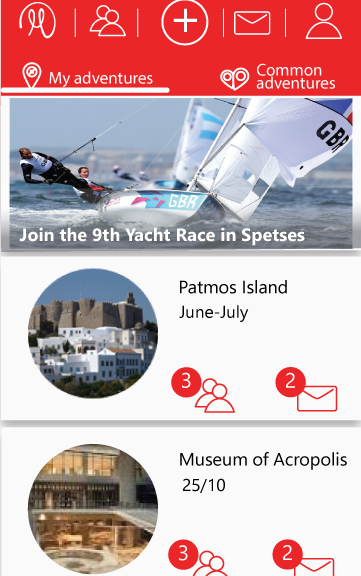 My adventures
Common
adventures
GBR
GBR
Join the 9th Yacht Race in Spetses
Patmos Island
June-July
3
2
Museum of Acropolis
25/10
3
2